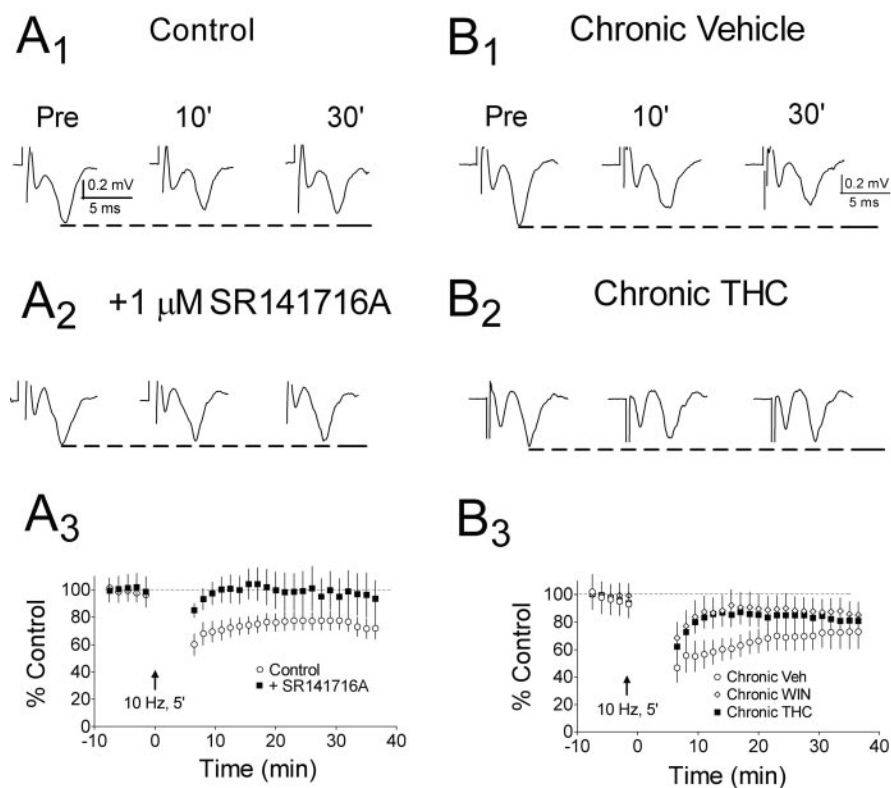 A1 Control
Pre 10' 30'
0.2 mV
5 ms
A2 +1 μM SR141716A
A3
% Control
100
80
60
40
20
0
Control
+ SR141716A
10 Hz, 5'
-10 0 10 20 30 40
Time (min)
B1 Chronic Vehicle
Pre 10' 30'
0.2 mV
5 ms
B2 Chronic THC
B3
% Control
100
80
60
40
20
0
Chronic Veh
Chronic WIN
Chronic THC
10 Hz, 5'
-10 0 10 20 30 40
Time (min)